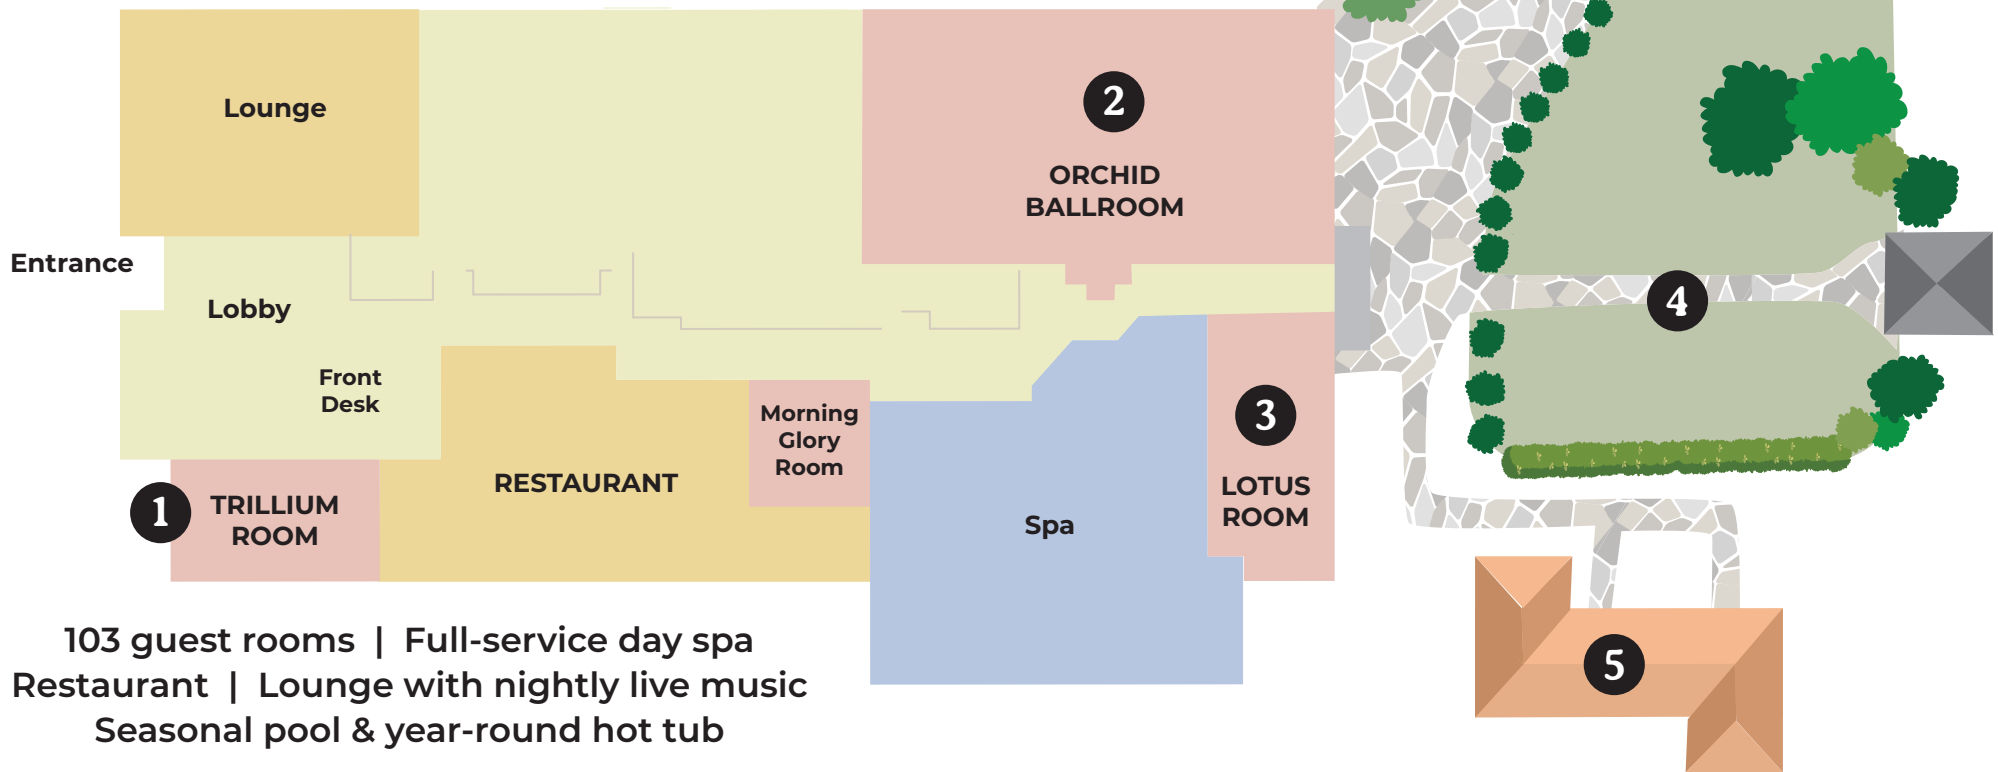 Lounge
2
ORCHID
BALLROOM
Entrance
Lobby
4
Front
Desk
Morning
Glory
Room
3
RESTAURANT
LOTUS
ROOM
1
TRILLIUM
ROOM
Spa
5
103 guest rooms | Full-service day spa
Restaurant | Lounge with nightly live music
Seasonal pool & year-round hot tub